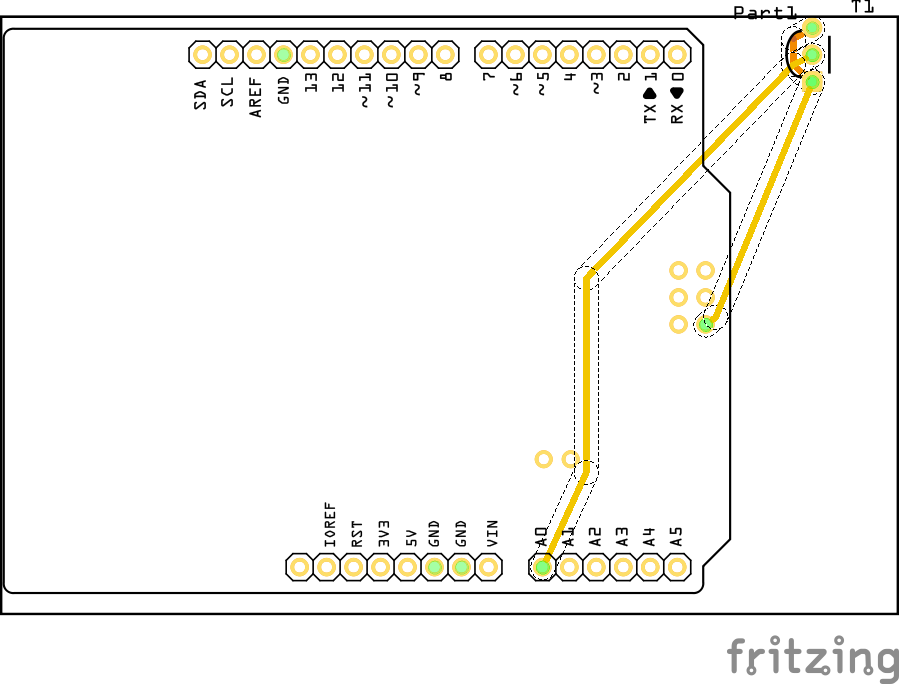 Part1 T1
SDA SCL AREF GND 13 12 ~11 ~10 ~9 8 7 ~6 ~5 4 ~3 2 TX▶1 RX◀0
IOREF RST 3V3 5V GND GND VIN A0 A1 A2 A3 A4 A5
fritzing